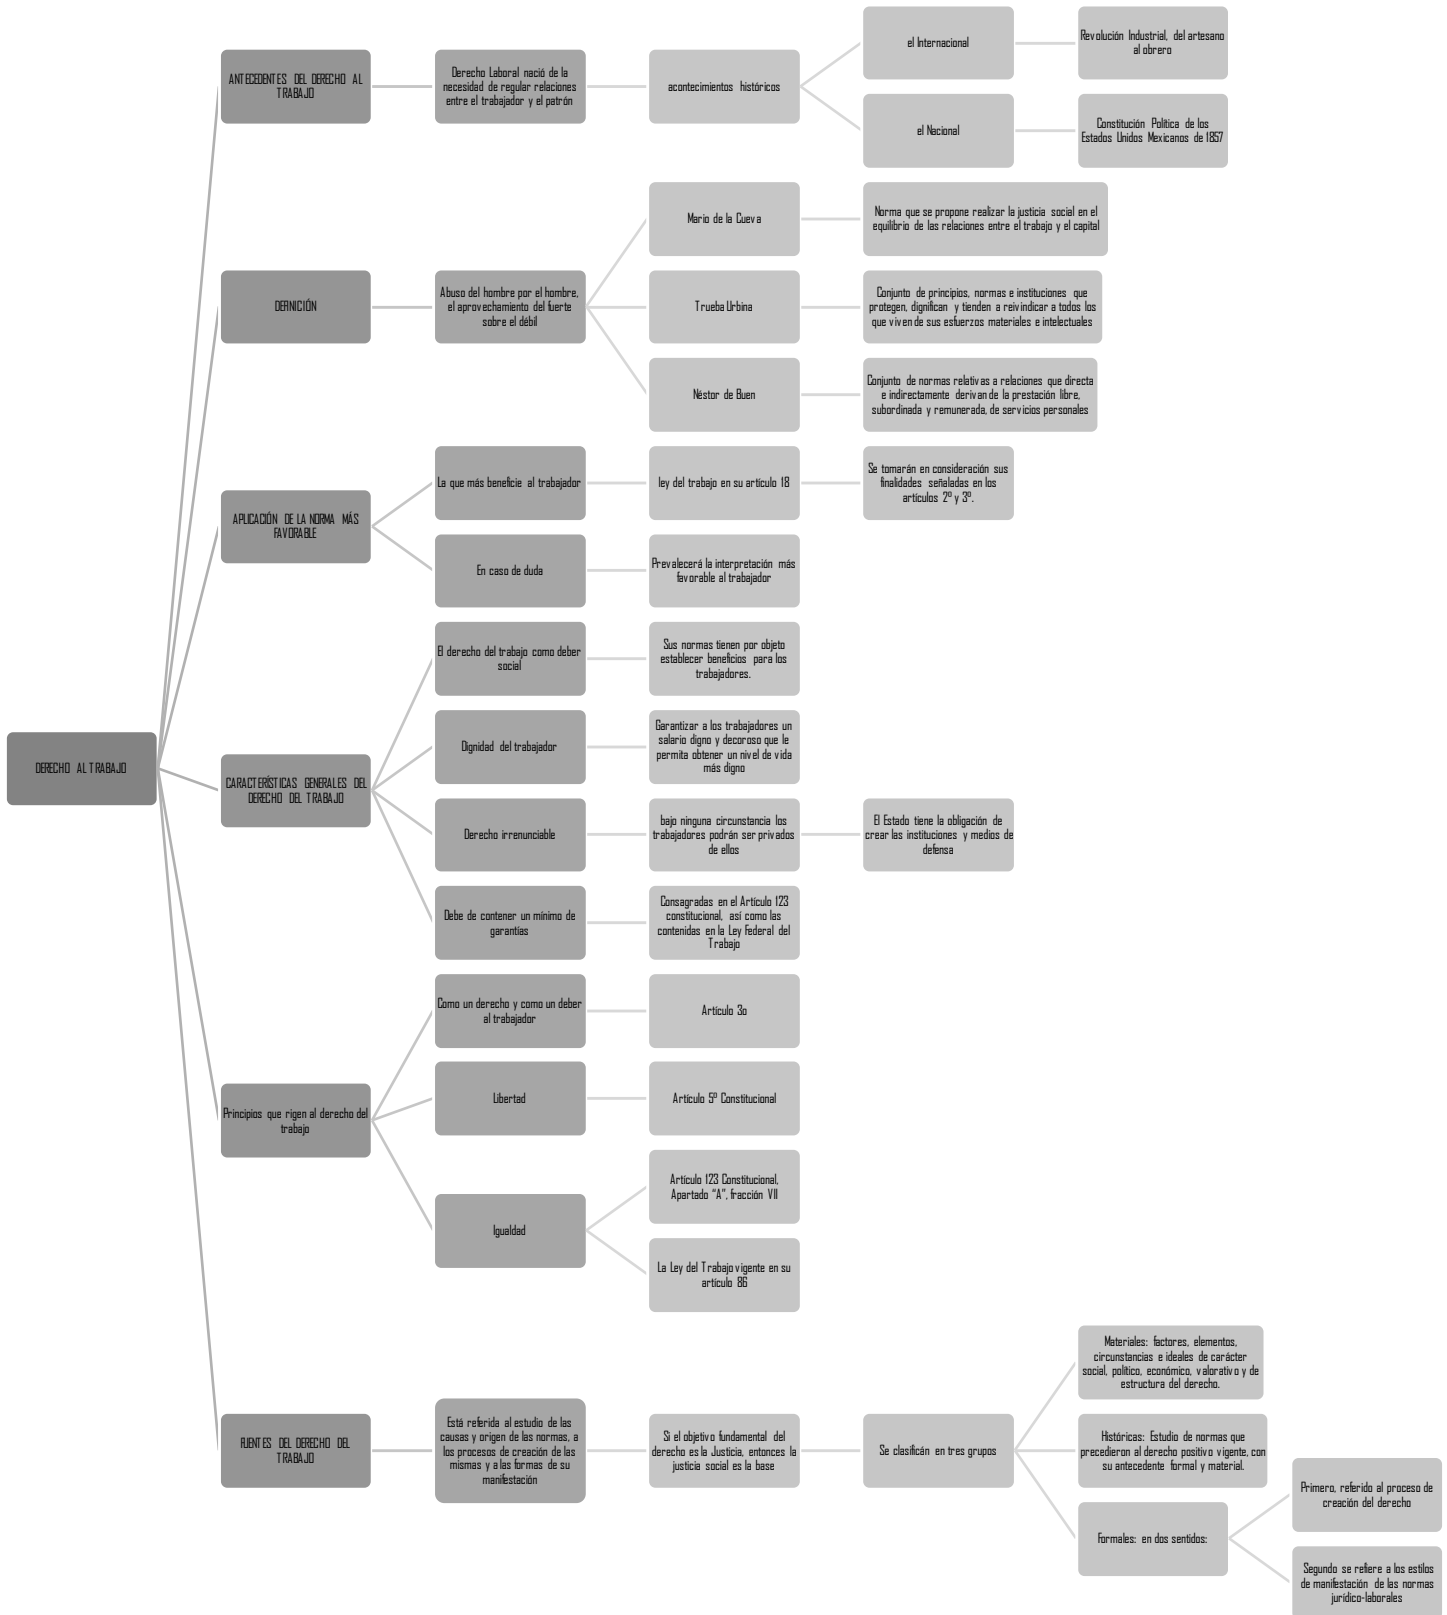 DERECHO AL TRABAJO
ANTECEDENTES DEL DERECHO AL
TRABAJO
Derecho Laboral nació de la
necesidad de regular relaciones
entre el trabajador y el patrón
acontecimientos históricos
el Internacional
Revolución Industrial, del artesano
al obrero
el Nacional
Constitución Política de los
Estados Unidos Mexicanos de 1857
DEFINICIÓN
Abuso del hombre por el hombre,
el aprovechamiento del fuerte
sobre el débil
Mario de la Cueva
Norma que se propone realizar la justicia social en el
equilibrio de las relaciones entre el trabajo y el capital
Trueba Urbina
Conjunto de principios, normas e instituciones que
protegen, dignifican y tienden a reivindicar a todos los
que viven de sus esfuerzos materiales e intelectuales
Néstor de Buen
Conjunto de normas relativas a relaciones que directa
e indirectamente derivan de la prestación libre,
subordinada y remunerada, de servicios personales
APLICACIÓN DE LA NORMA MÁS
FAVORABLE
La que más beneficie al trabajador
ley del trabajo en su artículo 18
Se tomarán en consideración sus
finalidades señaladas en los
artículos 2º y 3º.
En caso de duda
Prevalecerá la interpretación más
favorable al trabajador
CARACTERÍSTICAS GENERALES DEL
DERECHO DEL TRABAJO
El derecho del trabajo como deber
social
Sus normas tienen por objeto
establecer beneficios para los
trabajadores.
Dignidad del trabajador
Garantizar a los trabajadores un
salario digno y decoroso que le
permita obtener un nivel de vida
más digno
Derecho irrenunciable
bajo ninguna circunstancia los
trabajadores podrán ser privados
de ellos
El Estado tiene la obligación de
crear las instituciones y medios de
defensa
Debe de contener un mínimo de
garantías
Consagradas en el Artículo 123
constitucional, así como las
contenidas en la Ley Federal del
Trabajo
Principios que rigen al derecho del
trabajo
Como un derecho y como un deber
al trabajador
Artículo 3o
Libertad
Artículo 5º Constitucional
Igualdad
Artículo 123 Constitucional,
Apartado "A", fracción VII
La Ley del Trabajo vigente en su
artículo 86
FUENTES DEL DERECHO DEL
TRABAJO
Está referida al estudio de las
causas y origen de las normas, a
los procesos de creación de las
mismas y a las formas de su
manifestación
Si el objetivo fundamental del
derecho es la Justicia, entonces la
justicia social es la base
Se clasificán en tres grupos
Materiales: factores, elementos,
circunstancias e ideales de carácter
social, político, económico, valorativo y de
estructura del derecho.
Históricas: Estudio de normas que
precedieron al derecho positivo vigente, con
su antecedente formal y material.
Formales: en dos sentidos:
Primero, referido al proceso de
creación del derecho
Segundo se refiere a los estilos
de manifestación de las normas
jurídico-laborales